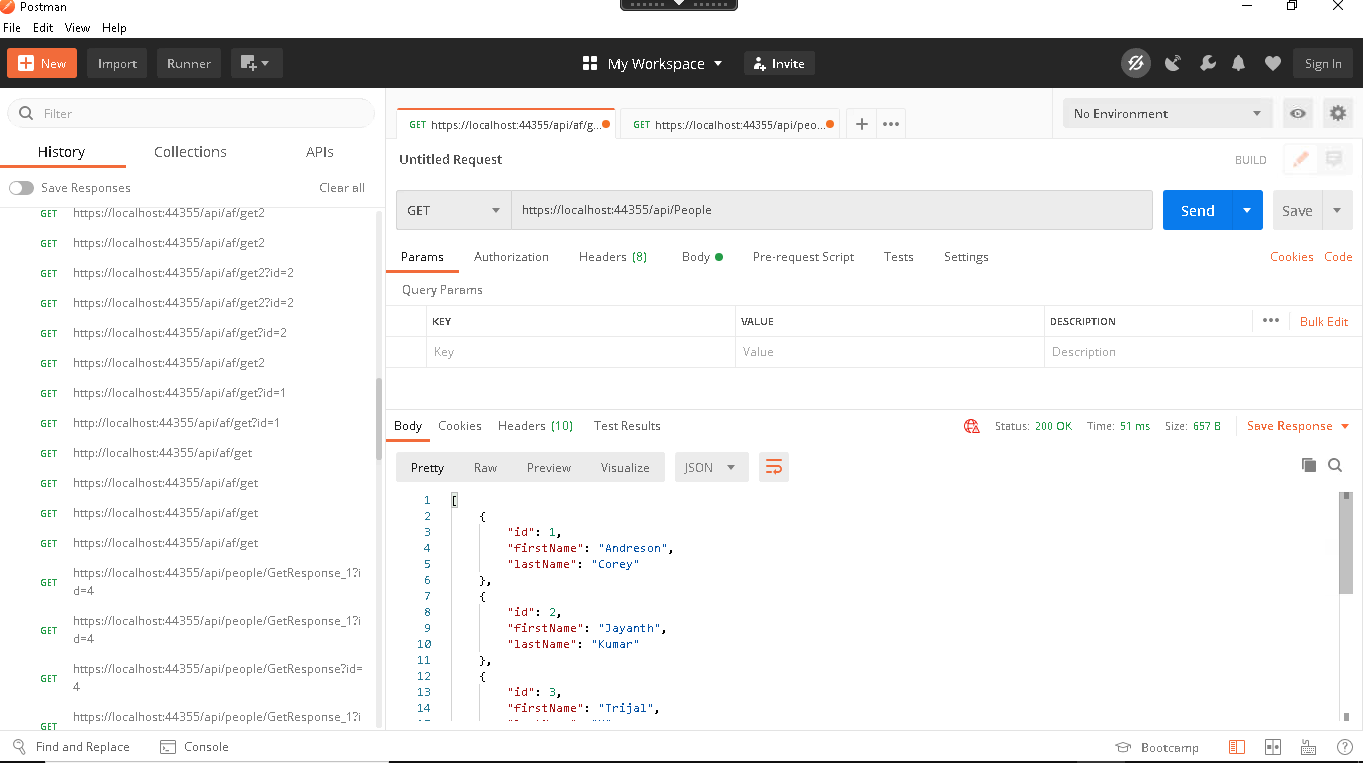 Postman
File Edit View Help
New Import Runner My Workspace Invite Sign In
Filter
History Collections APIs
Save Responses Clear all
GET https://localhost:44355/api/af/get2
GET https://localhost:44355/api/af/get2
GET https://localhost:44355/api/af/get2?id=2
GET https://localhost:44355/api/af/get2?id=2
GET https://localhost:44355/api/af/get?id=2
GET https://localhost:44355/api/af/get2
GET https://localhost:44355/api/af/get?id=1
GET http://localhost:44355/api/af/get?id=1
GET http://localhost:44355/api/af/get
GET https://localhost:44355/api/af/get
GET https://localhost:44355/api/af/get
GET https://localhost:44355/api/af/get
GET https://localhost:44355/api/people/GetResponse_1?i
d=4
GET https://localhost:44355/api/people/GetResponse_1?i
d=4
GET https://localhost:44355/api/people/GetResponse?id=
4
GET https://localhost:44355/api/people/GetResponse_1?i
GET https://localhost:44355/api/af/g... GET https://localhost:44355/api/peo... + ••• No Environment
Untitled Request BUILD
GET https://localhost:44355/api/People Send Save
Params Authorization Headers (8) Body Pre-request Script Tests Settings Cookies Code
Query Params
KEY VALUE DESCRIPTION ••• Bulk Edit
Key Value Description
Body Cookies Headers (10) Test Results Status: 200 OK Time: 51 ms Size: 657 B Save Response
Pretty Raw Preview Visualize JSON
1 [
2 {
3 "id": 1,
4 "firstName": "Andreson",
5 "lastName": "Corey"
6 },
7 {
8 "id": 2,
9 "firstName": "Jayanth",
10 "lastName": "Kumar"
11 },
12 {
13 "id": 3,
14 "firstName": "Trijal",
Find and Replace Console Bootcamp